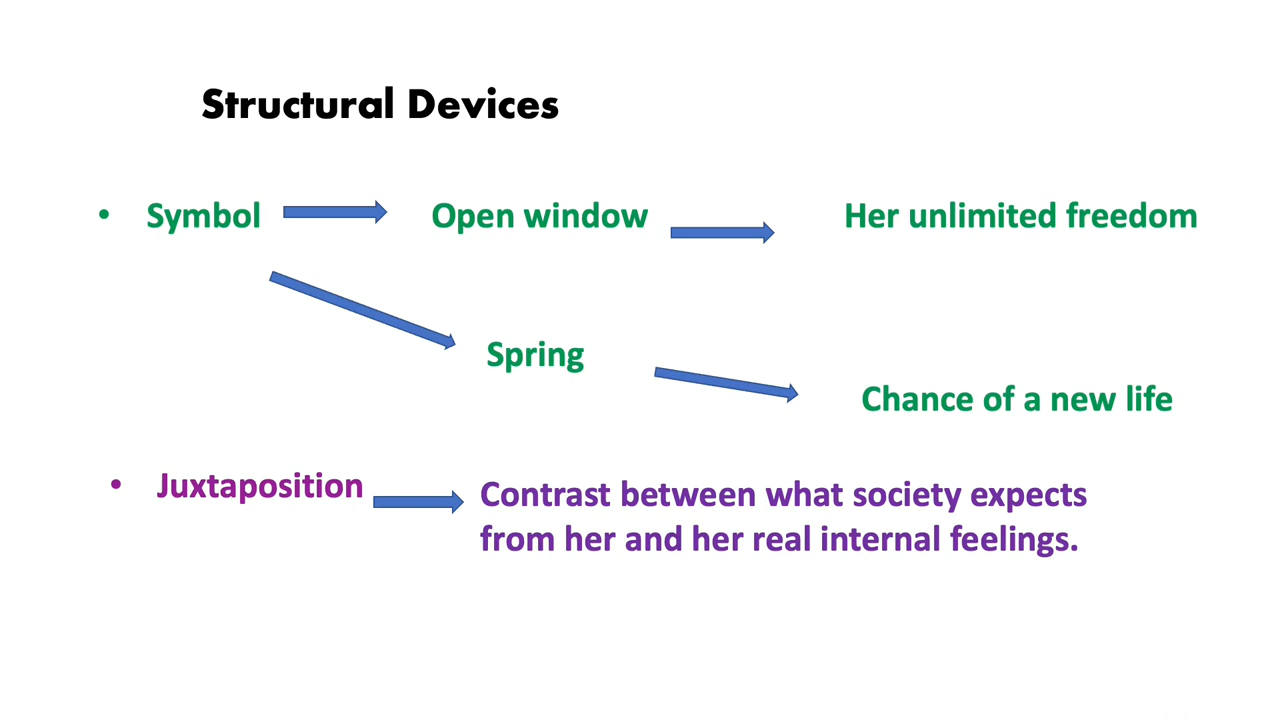 Structural Devices
• Symbol Open window Her unlimited freedom
Spring
Chance of a new life
• Juxtaposition Contrast between what society expects
from her and her real internal feelings.